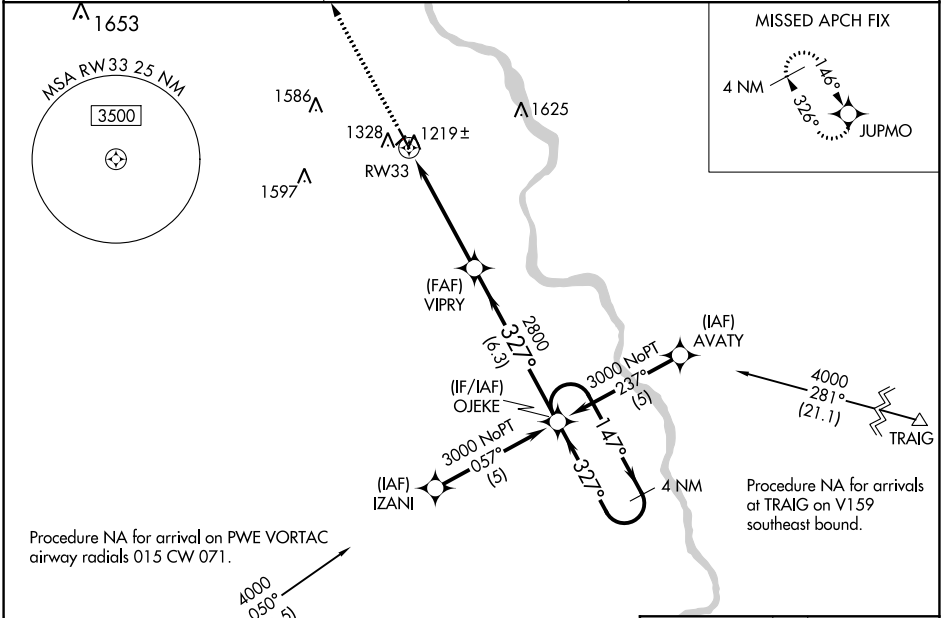 1653
MSA RW33 25 NM
3500
1586
1328
1219±
1625
1597
RW33
MISSED APCH FIX
4 NM
146°
326°
JUPMO
(FAF)
VIPRY
2800
327°
(6.3)
(IAF)
AVATY
3000 NoPT
237°
(5)
4000
281°
(21.1)
TRAIG
(IF/IAF)
OJEKE
3000 NoPT
057°
(5)
147°
327°
4 NM
(IAF)
IZANI
Procedure NA for arrivals
at TRAIG on V159
southeast bound.
Procedure NA for arrival on PWE VORTAC
airway radials 015 CW 071.
4000
050°
5)